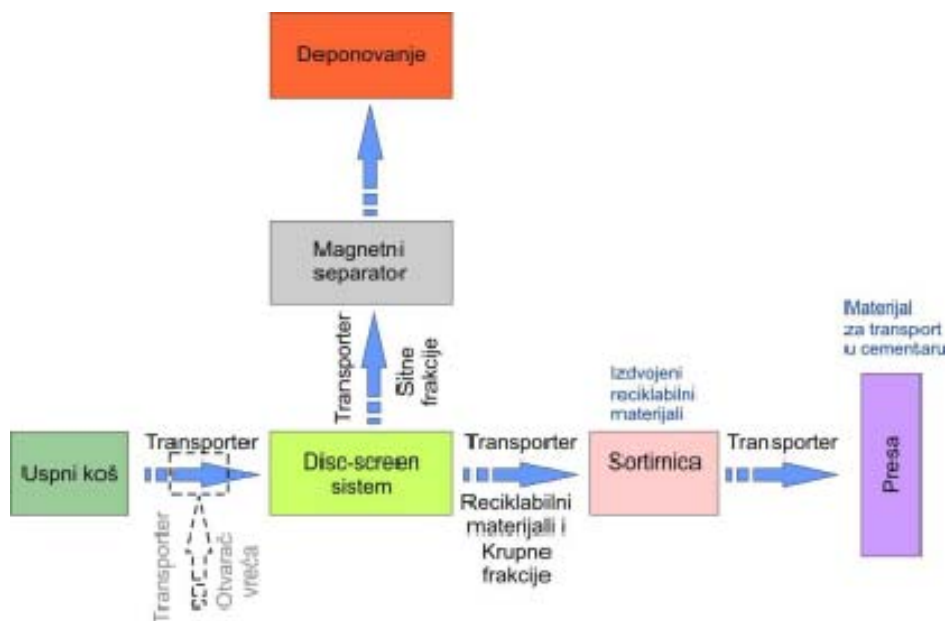 Deponovanje
Magnetni
separator
Transporter
Sitne
frakcije
Materijal
za transport
u cementaru
Izdvojeni
reciklabilni
materijali
Uspni koš
Transporter
Disc-screen
sistem
Transporter
Reciklabilni
materijali i
Krupne
frakcije
Sortirnica
Transporter
Presa
Transporter
Otvarač
vreća